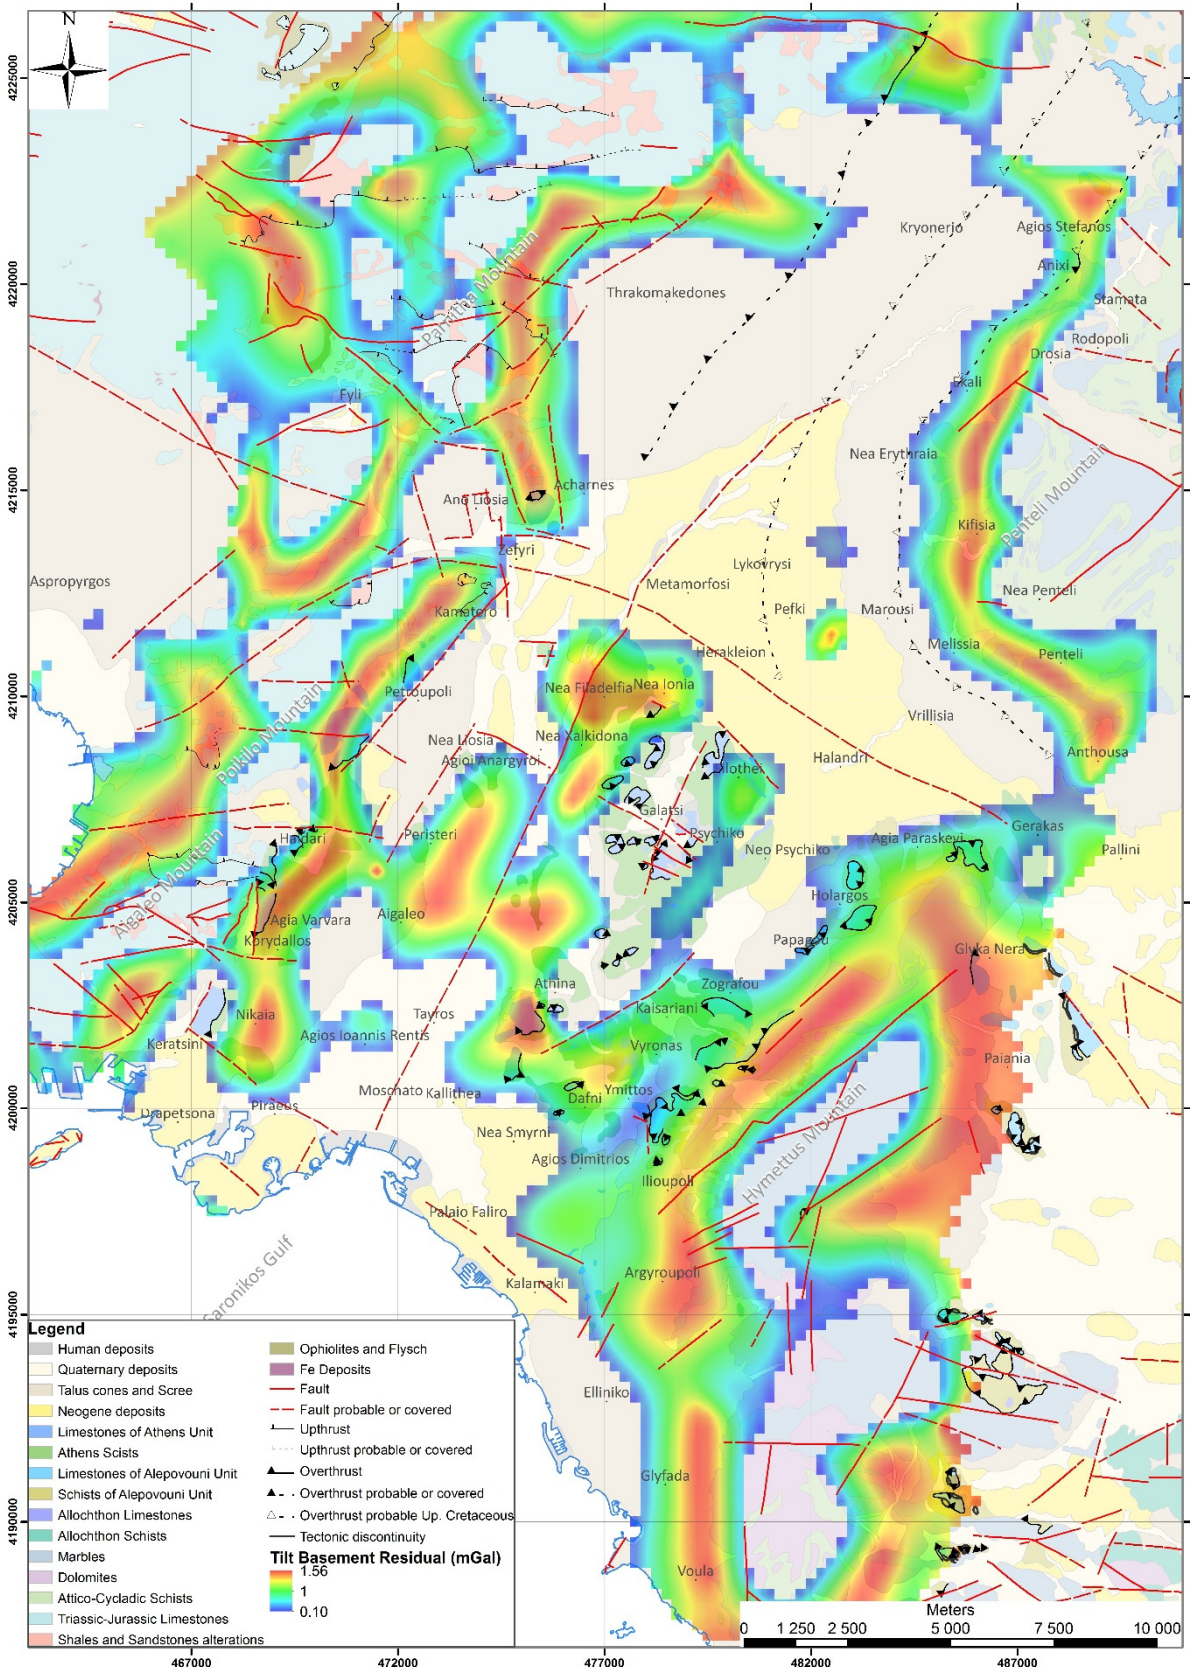 N
4225000
Kryonerio
Agios Stefanos
Parnitha Mountain
Anixi
4220000
Thrakomakedones
Stamata
Rodopoli
Drosia
Ekali
Fyli
Nea Erythraia
Penteli Mountain
4215000
Acharnes
Ano Liosia
Kifisia
Zefyri
Lykovrysi
Aspropyrgos
Metamorfosi
Nea Penteli
Kamatero
Pefki
Marousi
Melissia
Herakleion
Penteli
4210000
Petroupoli
Nea Filadelfia
Nea Ionia
Poikilo Mountain
Vrillisia
Nea Liosia
Nea Xalkidona
Agioi Anargyroi
Halandri
Anthousa
Filothei
Galatsi
Haidari
Peristeri
Psychiko
Agia Paraskevi
Gerakas
Neo Psychiko
Pallini
Aigaleo Mountain
4205000
Holargos
Agia Varvara
Aigaleo
Korydallos
Papagou
Glyka Nera
Athina
Zografou
Nikaia
Tayros
Kaisariani
Agios Ioannis Rentis
Keratsini
Vyronas
Paiania
Moschato
Kallithea
Ymittos
Dafni
4200000
Drapetsona
Piraeus
Nea Smyrni
Hymettus Mountain
Agios Dimitrios
Ilioupoli
Palaio Faliro
Saronikos Gulf
Argyroupoli
Kalamaki
4195000
Elliniko
Glyfada
4190000
Voula
Legend
Human deposits
Quaternary deposits
Talus cones and Scree
Neogene deposits
Limestones of Athens Unit
Athens Scists
Limestones of Alepovouni Unit
Schists of Alepovouni Unit
Allochton Limestones
Allochton Schists
Marbles
Dolomites
Attico-Cycladic Schists
Triassic-Jurassic Limestones
Shales and Sandstones alterations
Ophiolites and Flysch
Fe Deposits
Fault
Fault probable or covered
Upthrust
Upthrust probable or covered
Overthrust
Overthrust probable or covered
Overthrust probable Up. Cretaceous
Tectonic discontinuity
Tilt Basement Residual (mGal)
1.56
1
0.10
Meters
0 1 250 2 500 5 000 7 500 10 000
467000 472000 477000 482000 487000